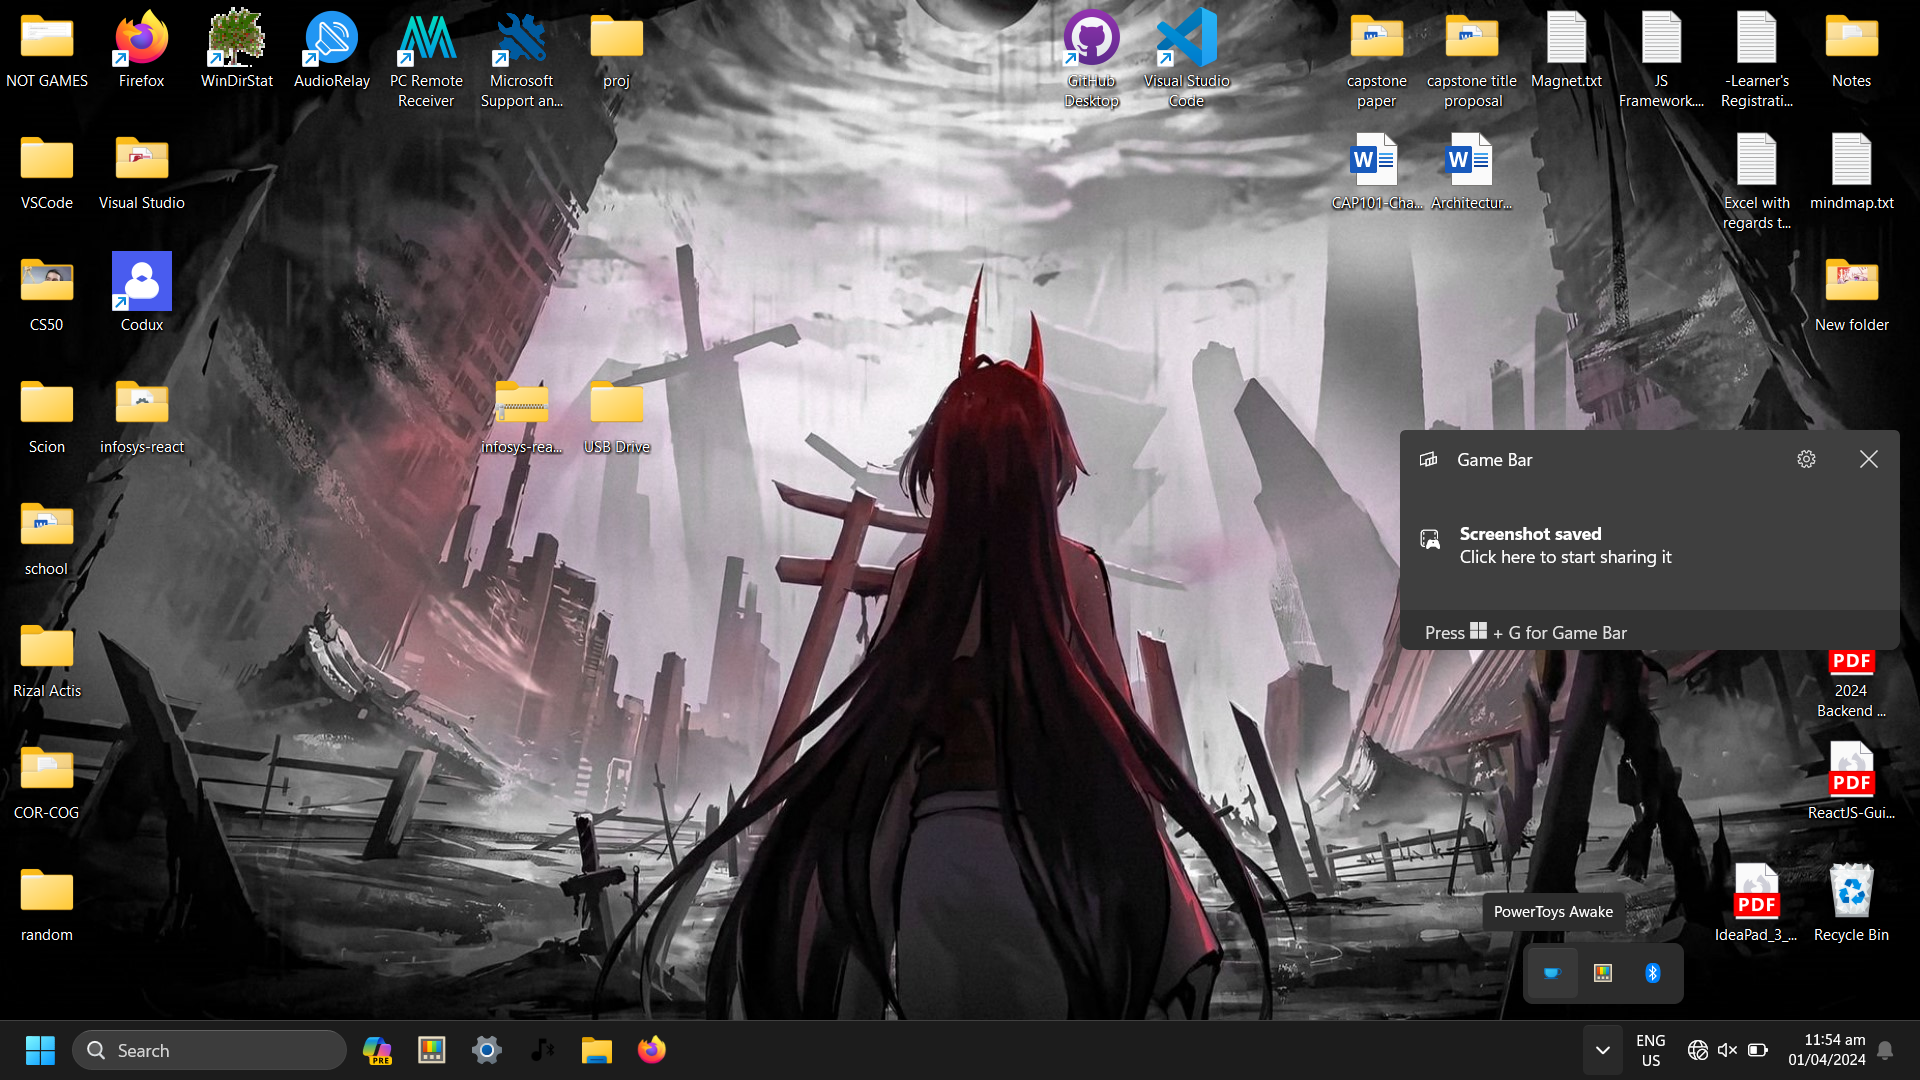 NOT GAMES
Firefox
WinDirStat
AudioRelay
PC Remote
Receiver
Microsoft
Support an...
proj
GitHub
Desktop
Visual Studio
Code
capstone
paper
capstone title
proposal
Magnet.txt
JS
Framework....
-Learner's
Registrati...
Notes
VSCode
Visual Studio
CAP101-Cha...
Architectur...
Excel with
regards t...
mindmap.txt
CS50
Codux
New folder
Scion
infosys-react
infosys-rea...
USB Drive
Game Bar
Screenshot saved
Click here to start sharing it
Press + G for Game Bar
school
Rizal Actis
PDF
2024
Backend ...
COR-COG
PDF
ReactJS-Gui...
random
PDF
IdeaPad_3_...
Recycle Bin
PowerToys Awake
Search
PRE
ENG
US
11:54 am
01/04/2024